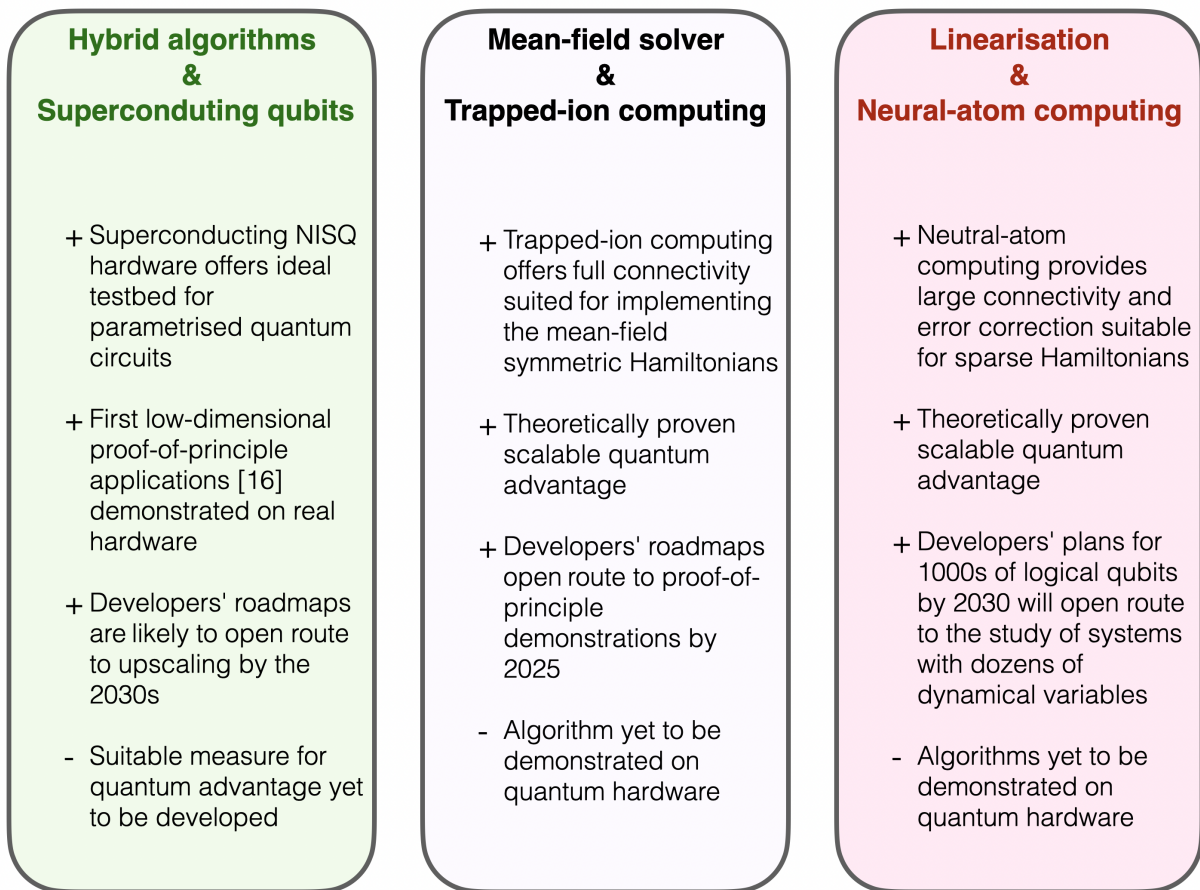 Hybrid algorithms
&
Superconduting qubits
+ Superconducting NISQ
hardware offers ideal
testbed for
parametrised quantum
circuits
+ First low-dimensional
proof-of-principle
applications [16]
demonstrated on real
hardware
+ Developers' roadmaps
are likely to open route
to upscaling by the
2030s
- Suitable measure for
quantum advantage yet
to be developed
Mean-field solver
&
Trapped-ion computing
+ Trapped-ion computing
offers full connectivity
suited for implementing
the mean-field
symmetric Hamiltonians
+ Theoretically proven
scalable quantum
advantage
+ Developers' roadmaps
open route to proof-of-
principle
demonstrations by
2025
- Algorithm yet to be
demonstrated on
quantum hardware
Linearisation
&
Neural-atom computing
+ Neutral-atom
computing provides
large connectivity and
error correction suitable
for sparse Hamiltonians
+ Theoretically proven
scalable quantum
advantage
+ Developers' plans for
1000s of logical qubits
by 2030 will open route
to the study of systems
with dozens of
dynamical variables
- Algorithms yet to be
demonstrated on
quantum hardware